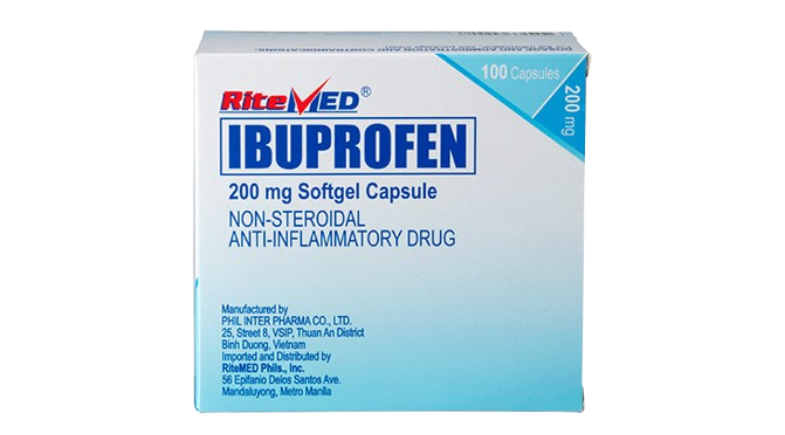 100 Capsules
200 mg
RiteMED®
IBUPROFEN
200 mg Softgel Capsule
NON-STEROIDAL
ANTI-INFLAMMATORY DRUG
Manufactured by
PHIL INTER PHARMA CO., LTD.
25, Street 8, VSIP, Thuan An District
Binh Duong, Vietnam
Imported and Distributed by
RiteMED Phils., Inc.
56 Epifanio Delos Santos Ave.
Mandaluyong, Metro Manila